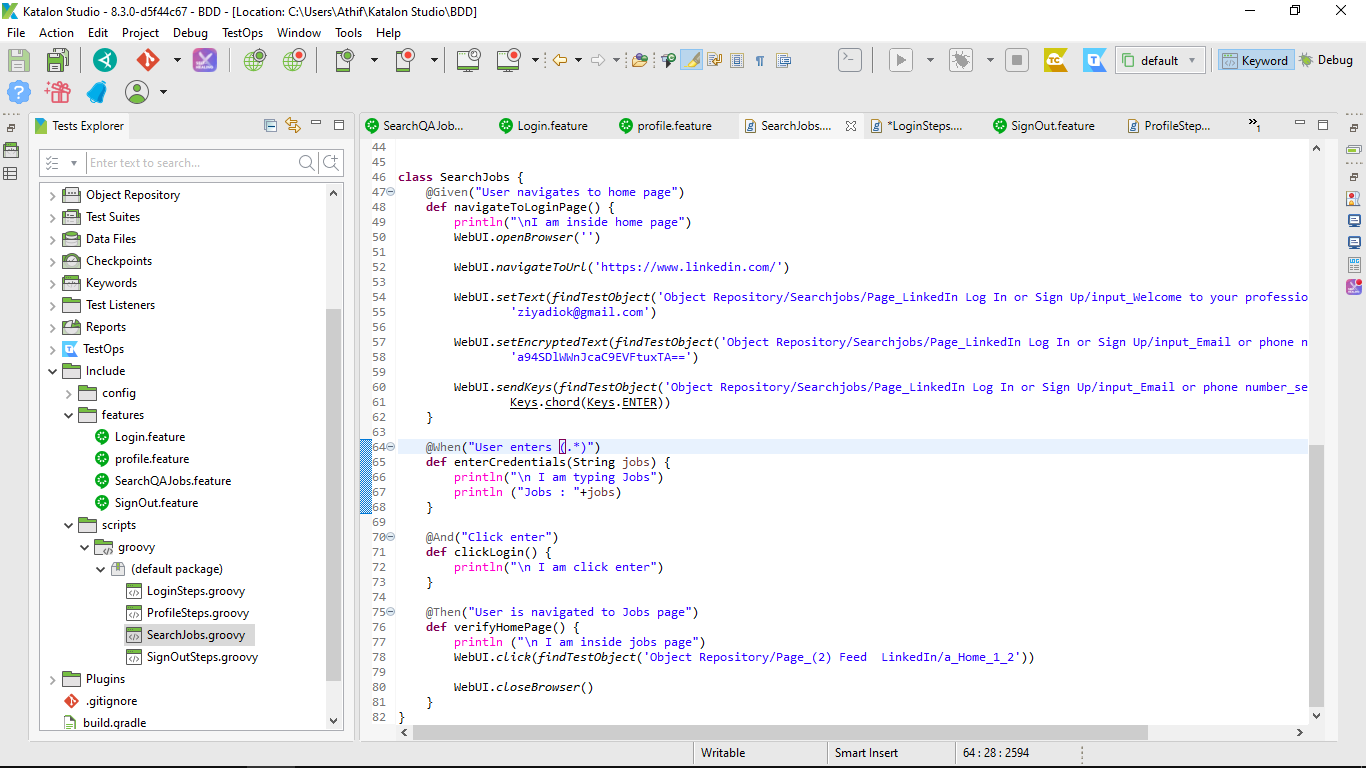 Katalon Studio - 8.3.0-d5f44c67 - BDD - [Location: C:\Users\Athif\Katalon Studio\BDD]
File Action Edit Project Debug TestOps Window Tools Help
default Keyword Debug
Tests Explorer
Enter text to search...
Object Repository
Test Suites
Data Files
Checkpoints
Keywords
Test Listeners
Reports
TestOps
Include
config
features
Login.feature
profile.feature
SearchQAJobs.feature
SignOut.feature
scripts
groovy
(default package)
LoginSteps.groovy
ProfileSteps.groovy
SearchJobs.groovy
SignOutSteps.groovy
Plugins
.gitignore
build.gradle
SearchQAJob... Login.feature profile.feature SearchJobs.... *LoginSteps.... SignOut.feature ProfileStep... »1
44
45
46 class SearchJobs {
47 @Given("User navigates to home page")
48 def navigateToLoginPage() {
49 println("\nI am inside home page")
50 WebUI.openBrowser('')
51
52 WebUI.navigateToUrl('https://www.linkedin.com/')
53
54 WebUI.setText(findTestObject('Object Repository/Searchjobs/Page_LinkedIn Log In or Sign Up/input_Welcome to your professio
55 'ziyadiok@gmail.com')
56
57 WebUI.setEncryptedText(findTestObject('Object Repository/Searchjobs/Page_LinkedIn Log In or Sign Up/input_Email or phone n
58 'a94SDlWWnJcaC9EVFtuxTA==')
59
60 WebUI.sendKeys(findTestObject('Object Repository/Searchjobs/Page_LinkedIn Log In or Sign Up/input_Email or phone number_se
61 Keys.chord(Keys.ENTER))
62 }
63
64 @When("User enters (.*)")
65 def enterCredentials(String jobs) {
66 println("\n I am typing Jobs")
67 println ("Jobs : "+jobs)
68 }
69
70 @And("Click enter")
71 def clickLogin() {
72 println("\n I am click enter")
73 }
74
75 @Then("User is navigated to Jobs page")
76 def verifyHomePage() {
77 println ("\n I am inside jobs page")
78 WebUI.click(findTestObject('Object Repository/Page_(2) Feed  LinkedIn/a_Home_1_2'))
79
80 WebUI.closeBrowser()
81 }
82 }
Writable Smart Insert 64 : 28 : 2594